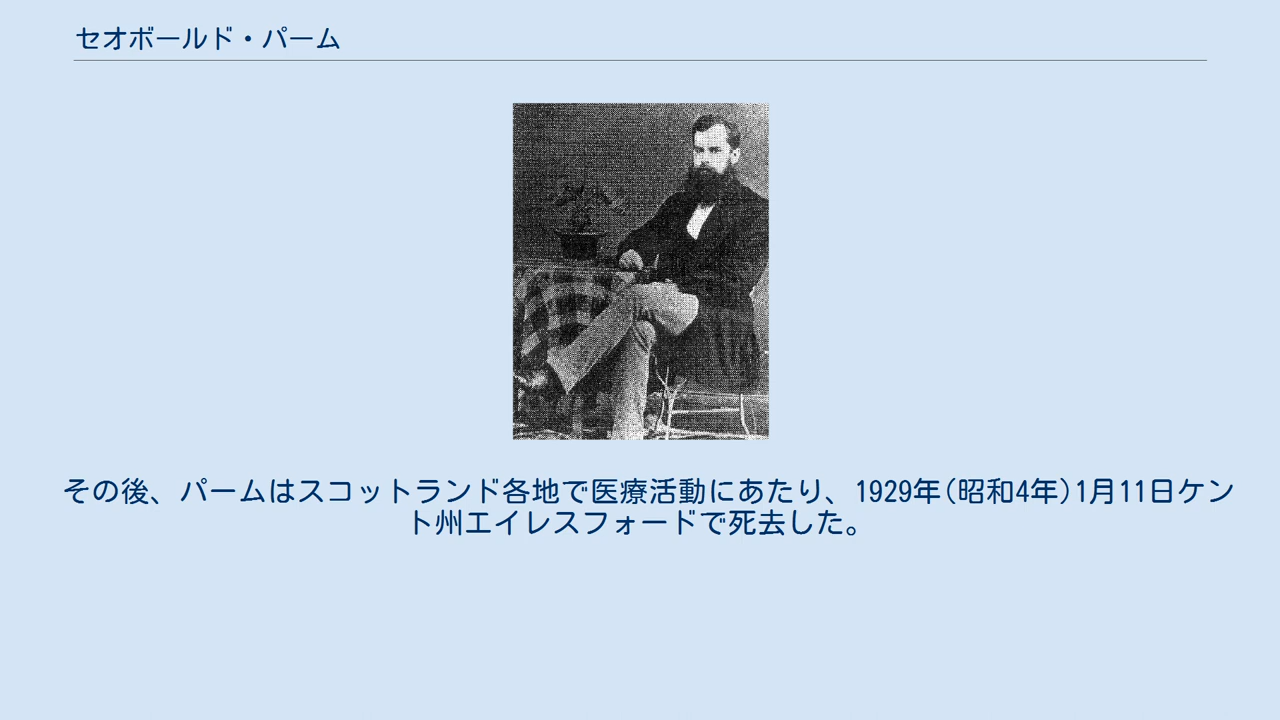 セオボールド・パーム
その後、パームはスコットランド各地で医療活動にあたり、1929年(昭和4年)1月11日ケン
ト州エイレスフォードで死去した。